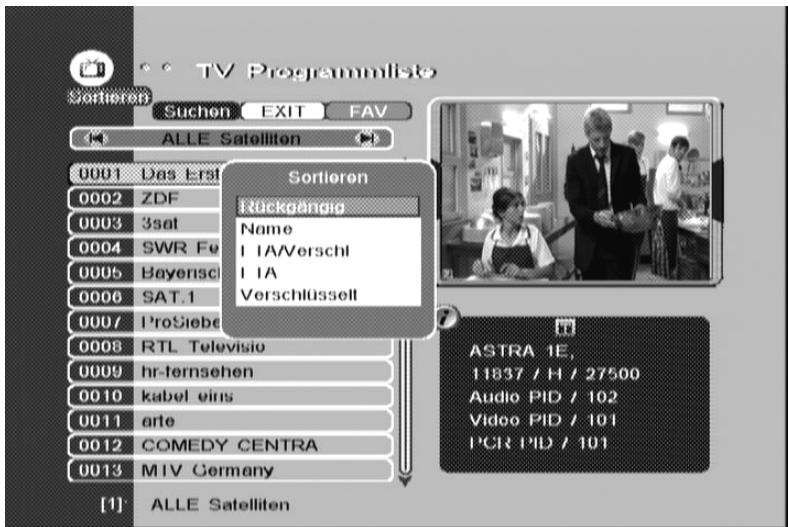 TV Programmliste
Sortieren
Suchen EXIT FAV
ALLE Satelliten
0001 Das Erst
0002 ZDF
0003 3sat
0004 SWR Fe
0005 Bayerisc
0006 SAT.1
0007 ProSiebe
0008 RTL Televisio
0009 hr-fernsehen
0010 kabel eins
0011 arte
0012 COMEDY CENTRA
0013 MTV Germany
[1] ALLE Satelliten
Sortieren
Rückgängig
Name
FTA/Verschl
FTA
Verschlüsselt
ASTRA 1E,
11837 / H / 27500
Audio PID / 102
Video PID / 101
PCR PID / 101